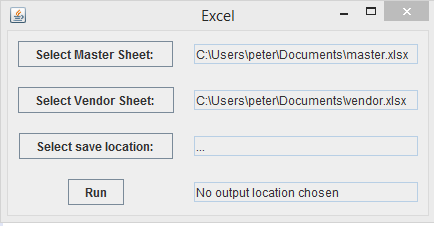 Excel
Select Master Sheet: C:\Users\peter\Documents\master.xlsx
Select Vendor Sheet: C:\Users\peter\Documents\vendor.xlsx
Select save location: ...
Run No output location chosen